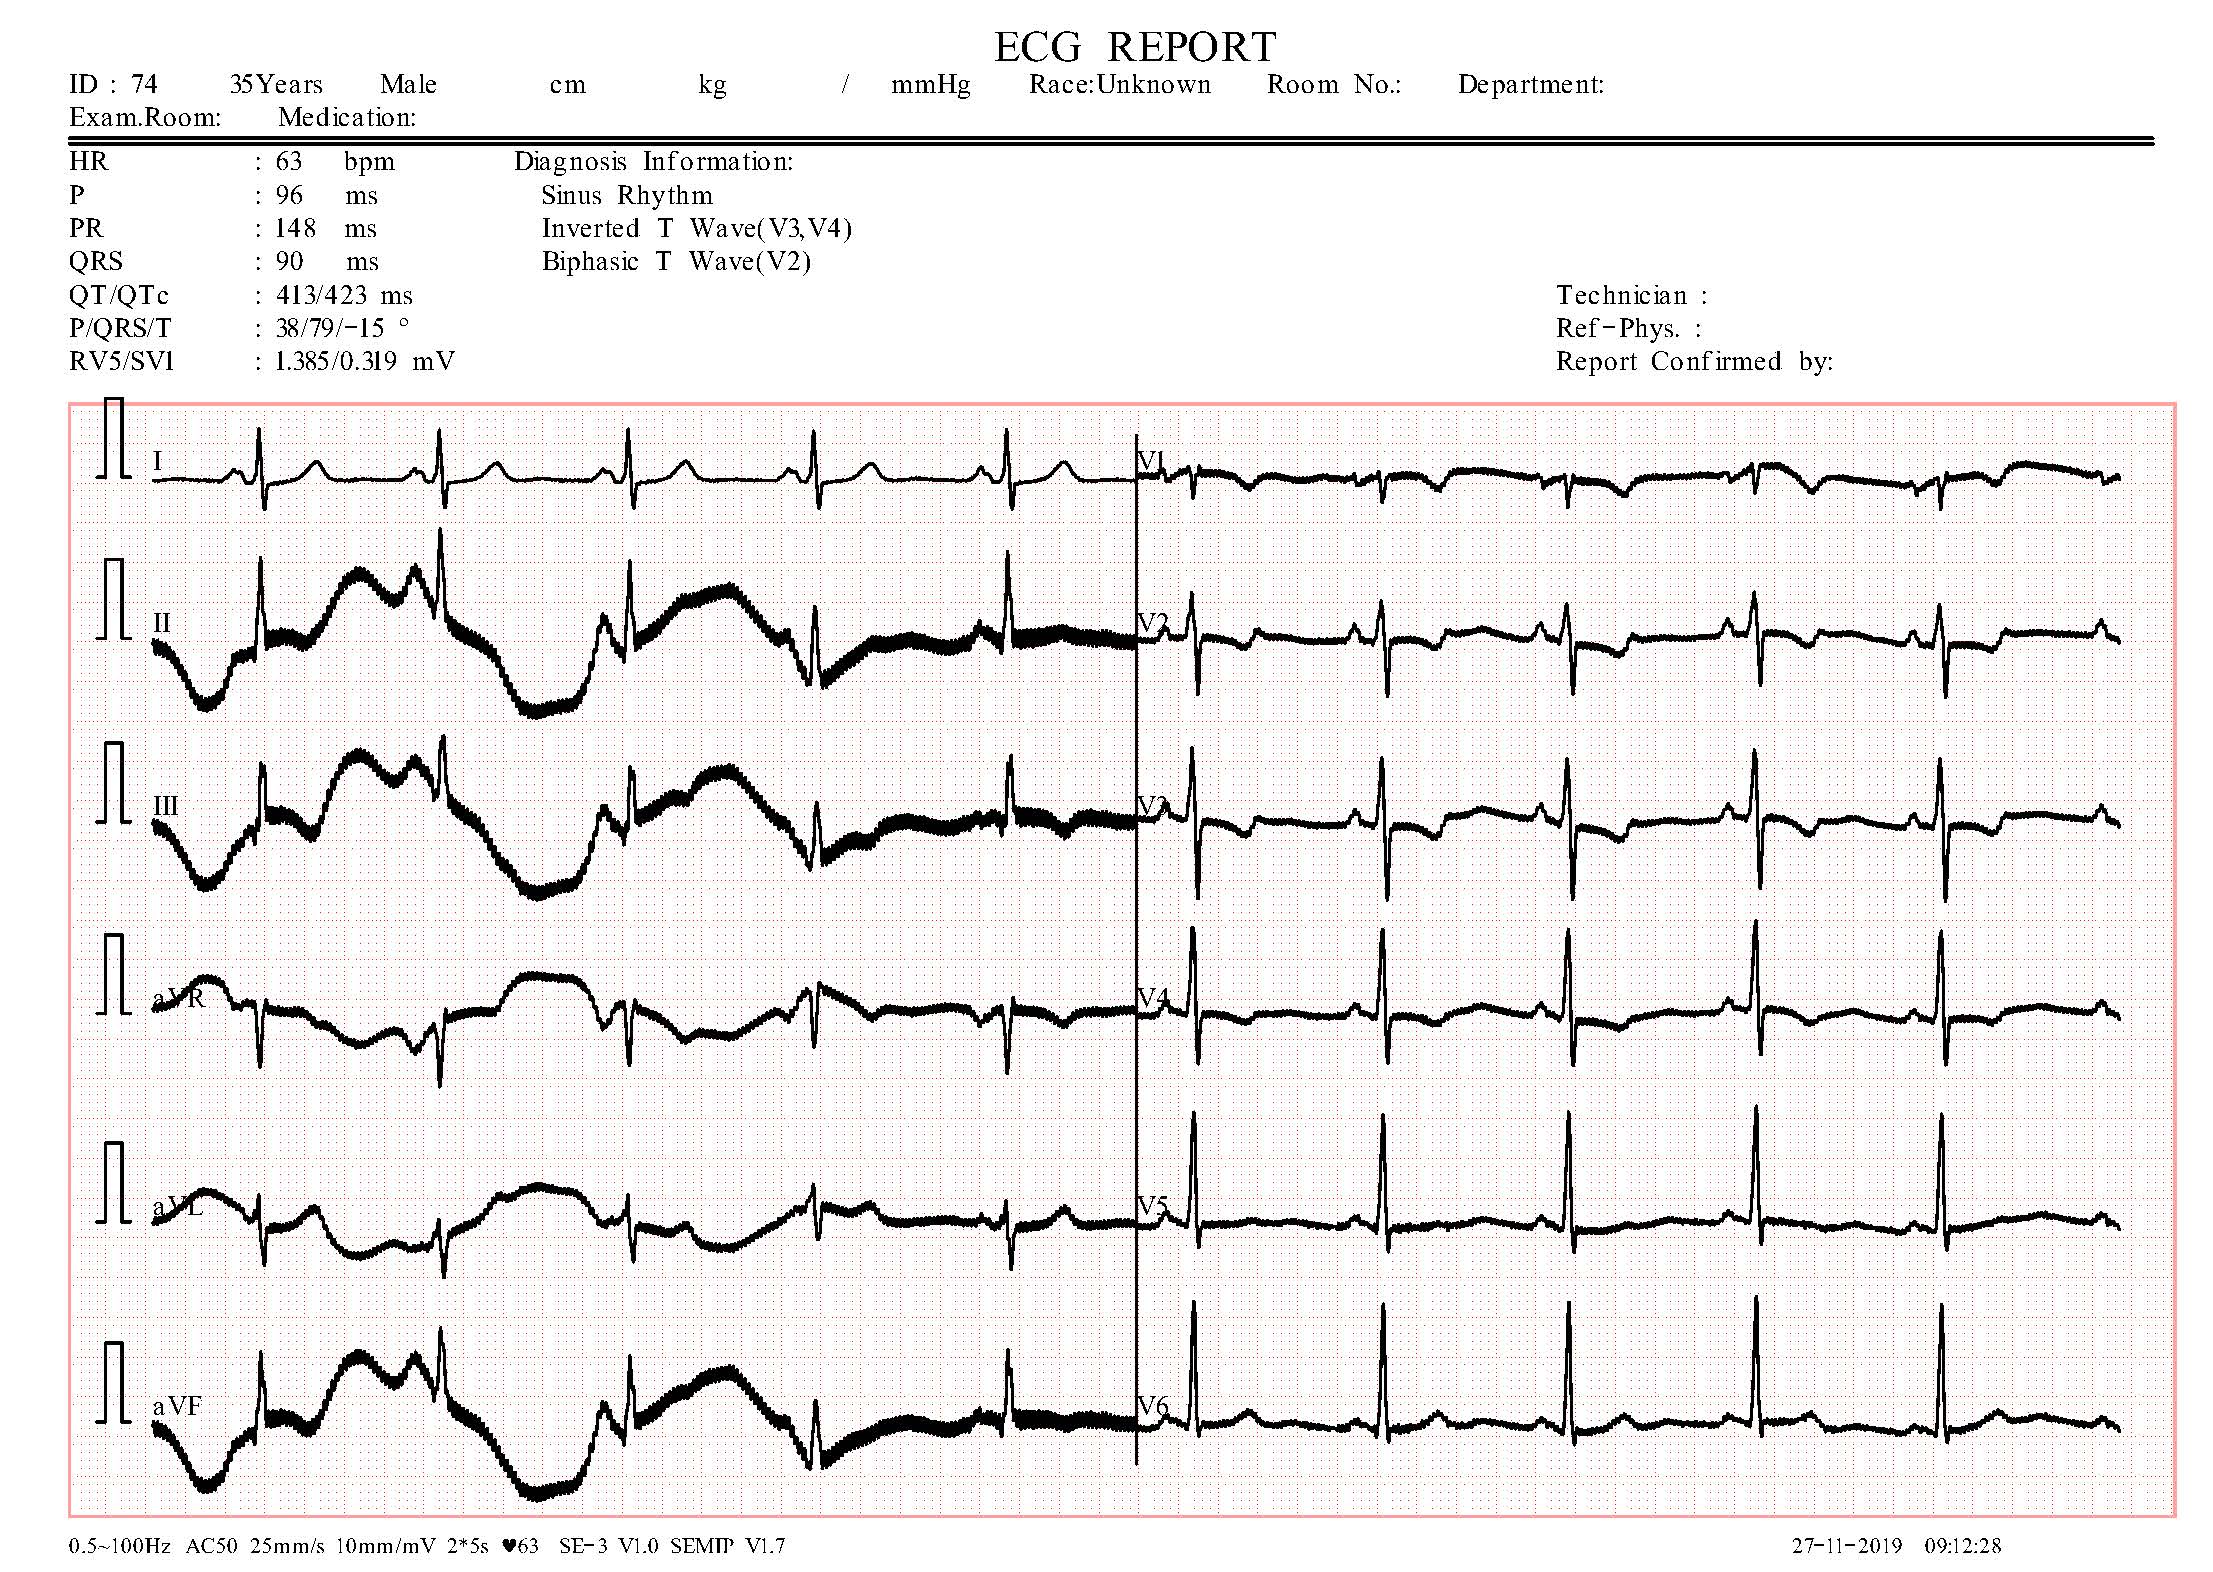 ECG REPORT
ID : 74 35Years Male cm kg / mmHg Race:Unknown Room No.: Department:
Exam.Room: Medication:
HR : 63 bpm Diagnosis Information:
P : 96 ms Sinus Rhythm
PR : 148 ms Inverted T Wave(V3,V4)
QRS : 90 ms Biphasic T Wave(V2)
QT/QTc : 413/423 ms Technician :
P/QRS/T : 38/79/-15 ° Ref-Phys. :
RV5/SV1 : 1.385/0.319 mV Report Confirmed by:
I V1
II V2
III V3
aVR V4
aVL V5
aVF V6
0.5~100Hz AC50 25mm/s 10mm/mV 2*5s ♥63 SE-3 V1.0 SEMIP V1.7 27-11-2019 09:12:28